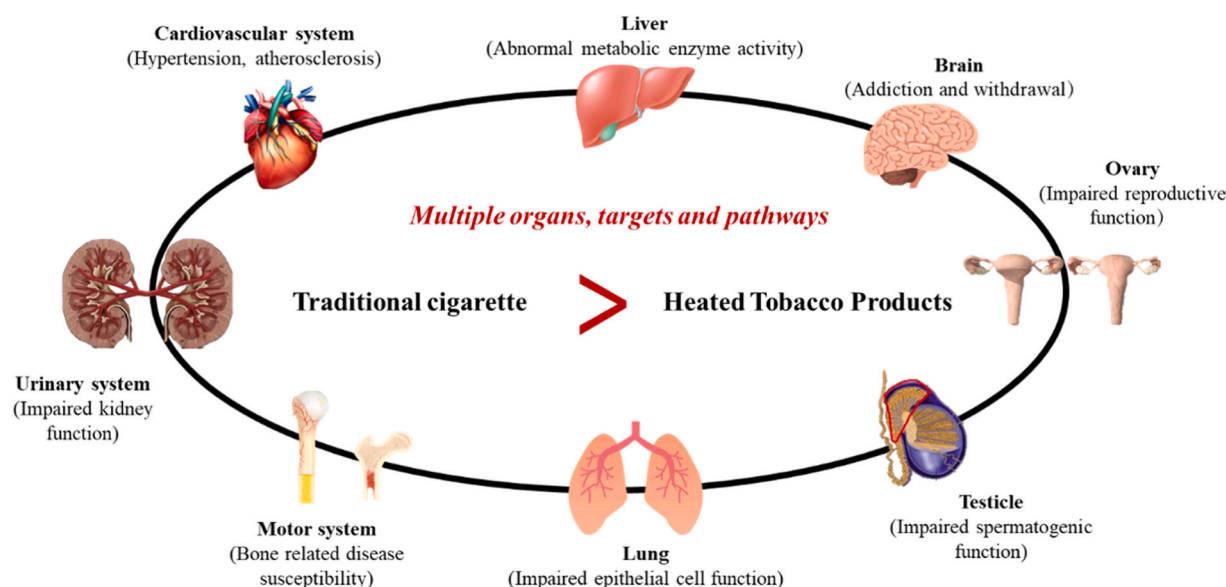 Cardiovascular system
(Hypertension, atherosclerosis)
Liver
(Abnormal metabolic enzyme activity)
Brain
(Addiction and withdrawal)
Ovary
(Impaired reproductive
function)
Multiple organs, targets and pathways
Traditional cigarette > Heated Tobacco Products
Urinary system
(Impaired kidney
function)
Motor system
(Bone related disease
susceptibility)
Lung
(Impaired epithelial cell function)
Testicle
(Impaired spermatogenic
function)